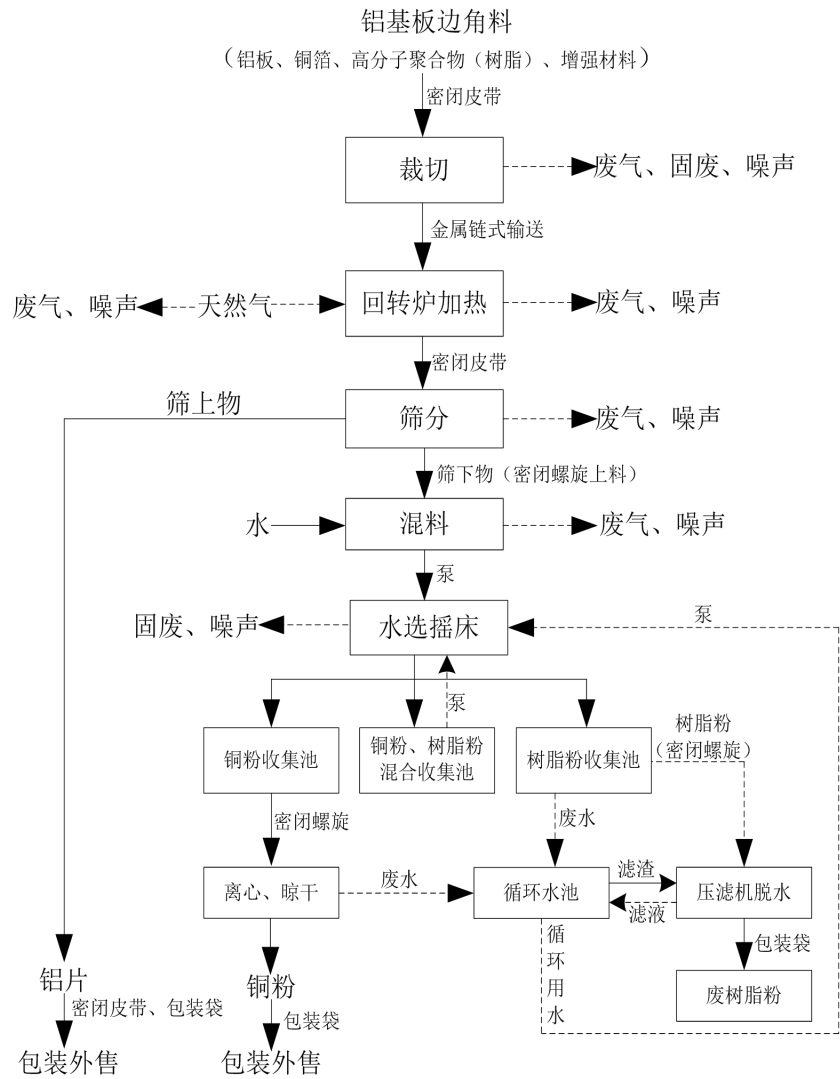 铝基板边角料
（铝板、铜箔、高分子聚合物（树脂）、增强材料）
密闭皮带
裁切
废气、固废、噪声
金属链式输送
废气、噪声
天然气
回转炉加热
废气、噪声
密闭皮带
筛上物
筛分
废气、噪声
筛下物（密闭螺旋上料）
水
混料
废气、噪声
泵
固废、噪声
水选摇床
泵
泵
铜粉收集池
铜粉、树脂粉
混合收集池
树脂粉收集池
树脂粉
（密闭螺旋）
密闭螺旋
废水
离心、晾干
废水
循环水池
滤渣
滤液
压滤机脱水
循
环
用
水
包装袋
铝片
铜粉
废树脂粉
密闭皮带、包装袋
包装袋
包装外售
包装外售